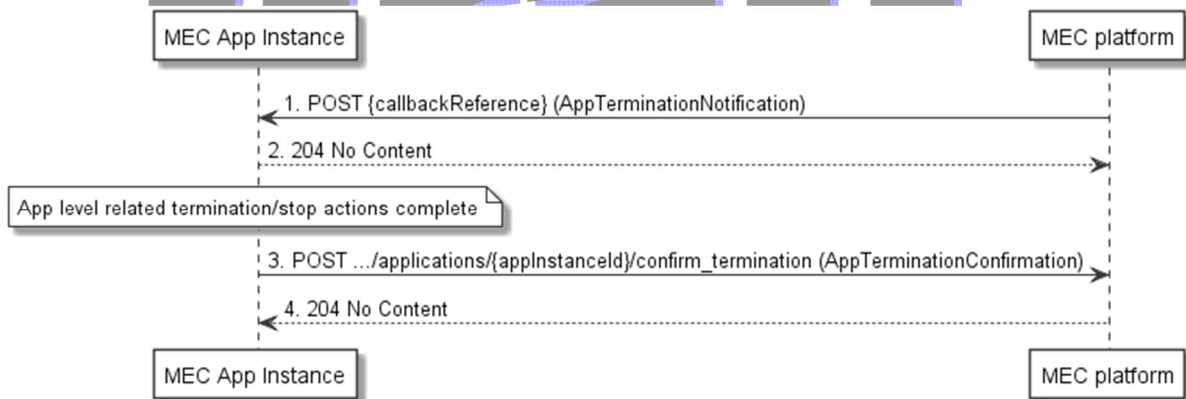 MEC App Instance
MEC platform
1. POST {callbackReference} (AppTerminationNotification)
2. 204 No Content
App level related termination/stop actions complete
3. POST .../applications/{appInstanceId}/confirm_termination (AppTerminationConfirmation)
4. 204 No Content
MEC App Instance
MEC platform